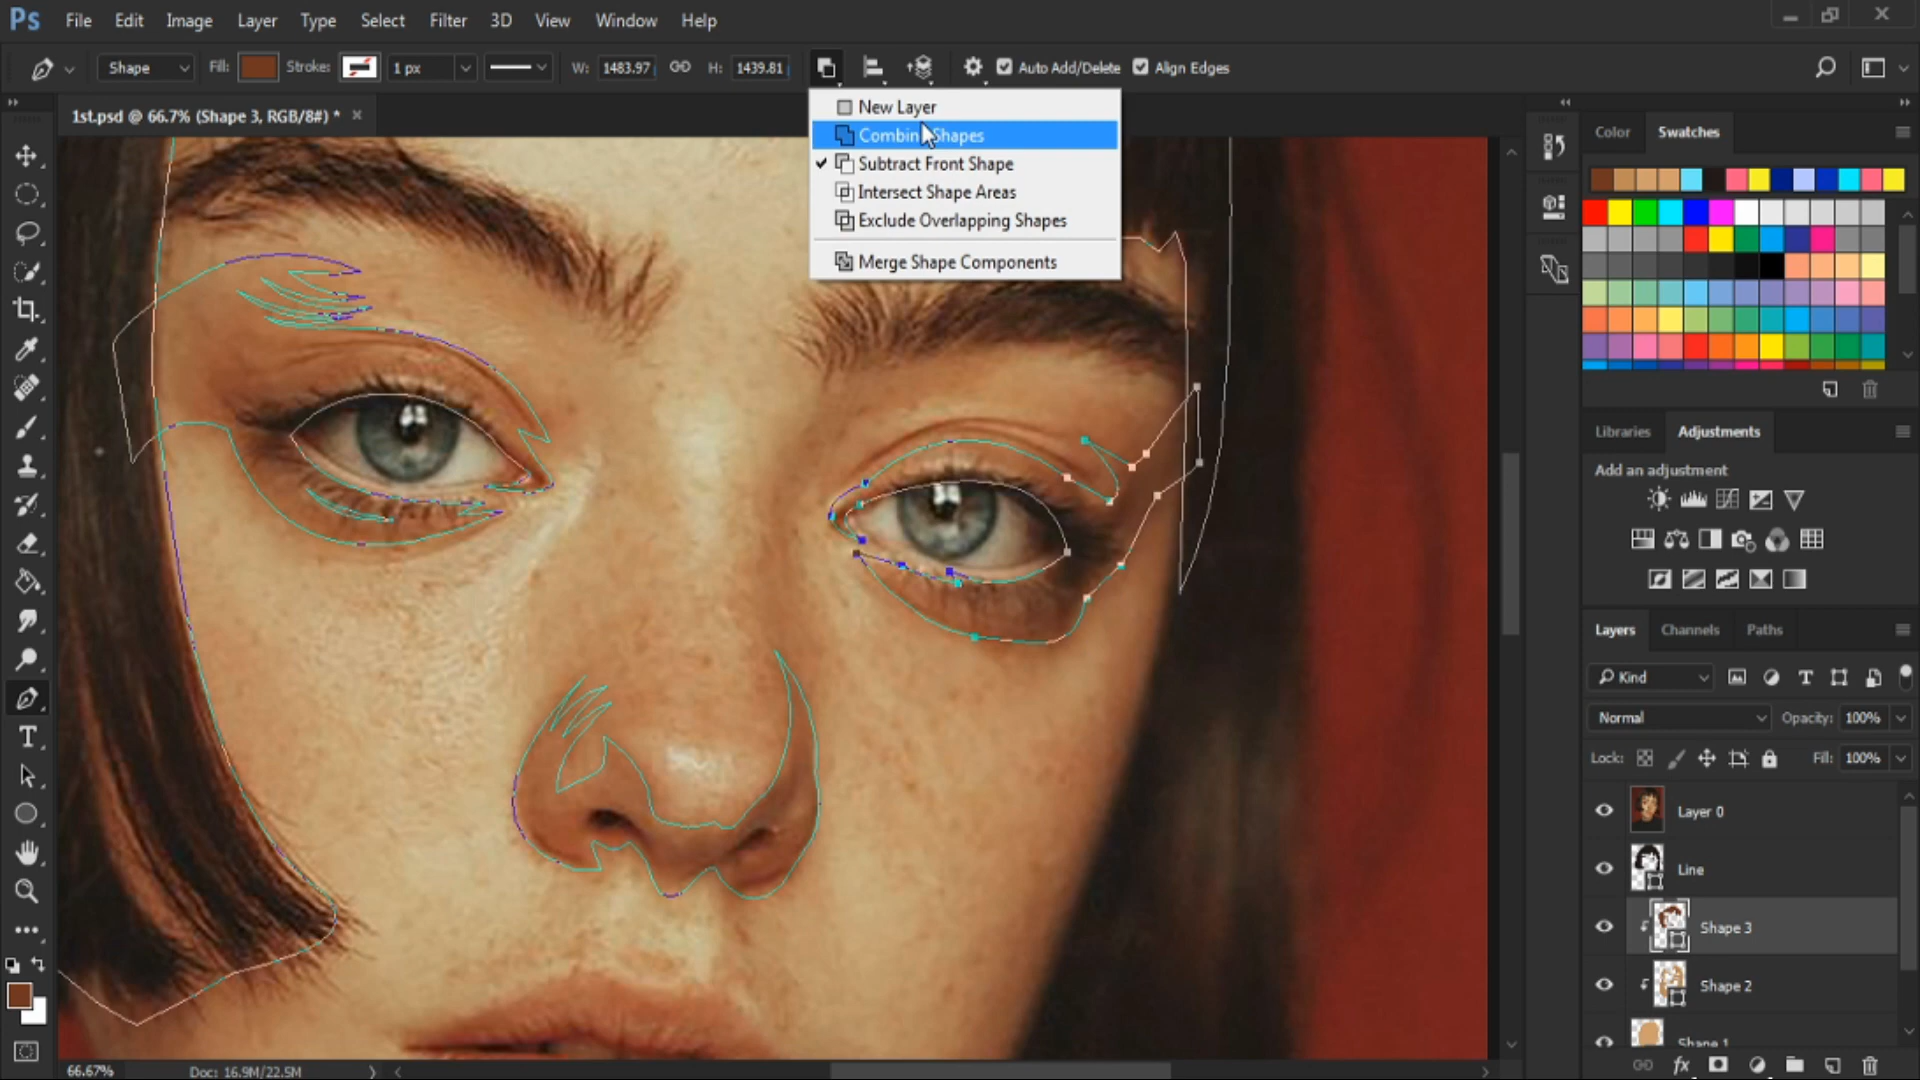 Ps File Edit Image Layer Type Select Filter 3D View Window Help
Shape Fill: Stroke: 1 px W: 1483.97 H: 1439.81 Auto Add/Delete Align Edges
1st.psd @ 66.7% (Shape 3, RGB/8#) * ×
New Layer
Combine Shapes
Subtract Front Shape
Intersect Shape Areas
Exclude Overlapping Shapes
Merge Shape Components
Color Swatches
Libraries Adjustments
Add an adjustment
Layers Channels Paths
Kind
Normal Opacity: 100%
Lock: Fill: 100%
Layer 0
Line
Shape 3
Shape 2
Shape 1
66.67% Doc: 16.9M/22.5M